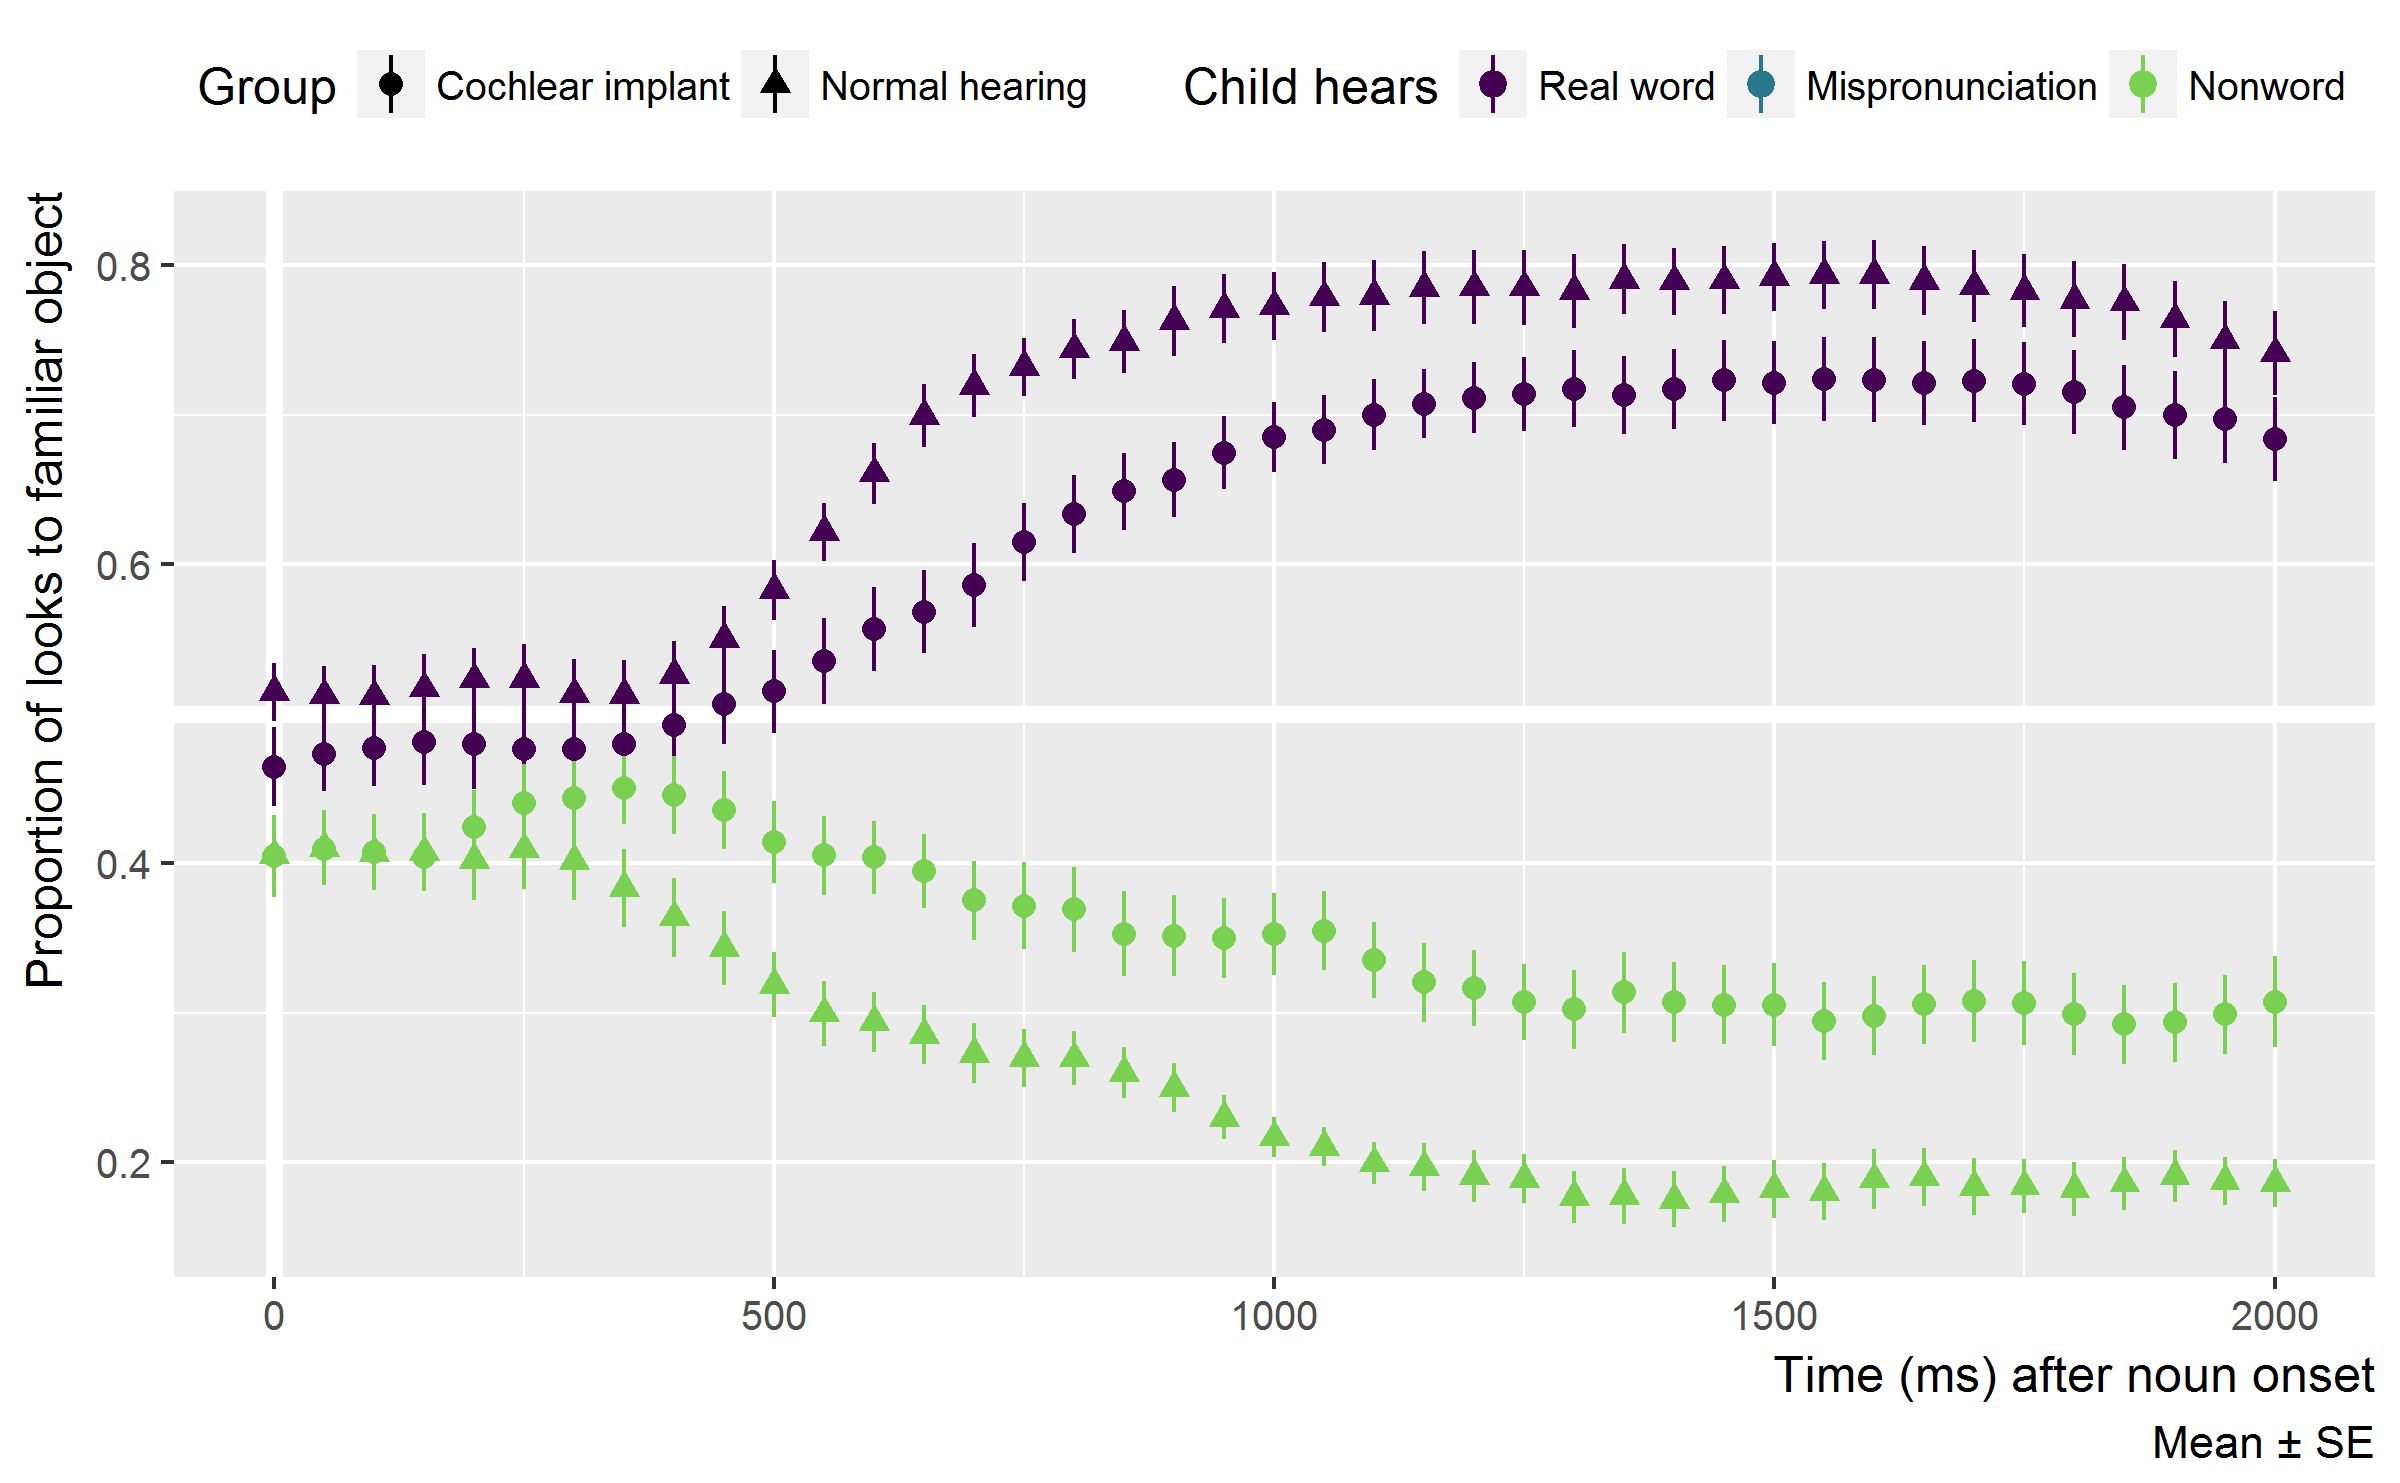 Group Cochlear implant Normal hearing Child hears Real word Mispronunciation Nonword
Proportion of looks to familiar object
0.8
0.6
0.4
0.2
0 500 1000 1500 2000
Time (ms) after noun onset
Mean ± SE